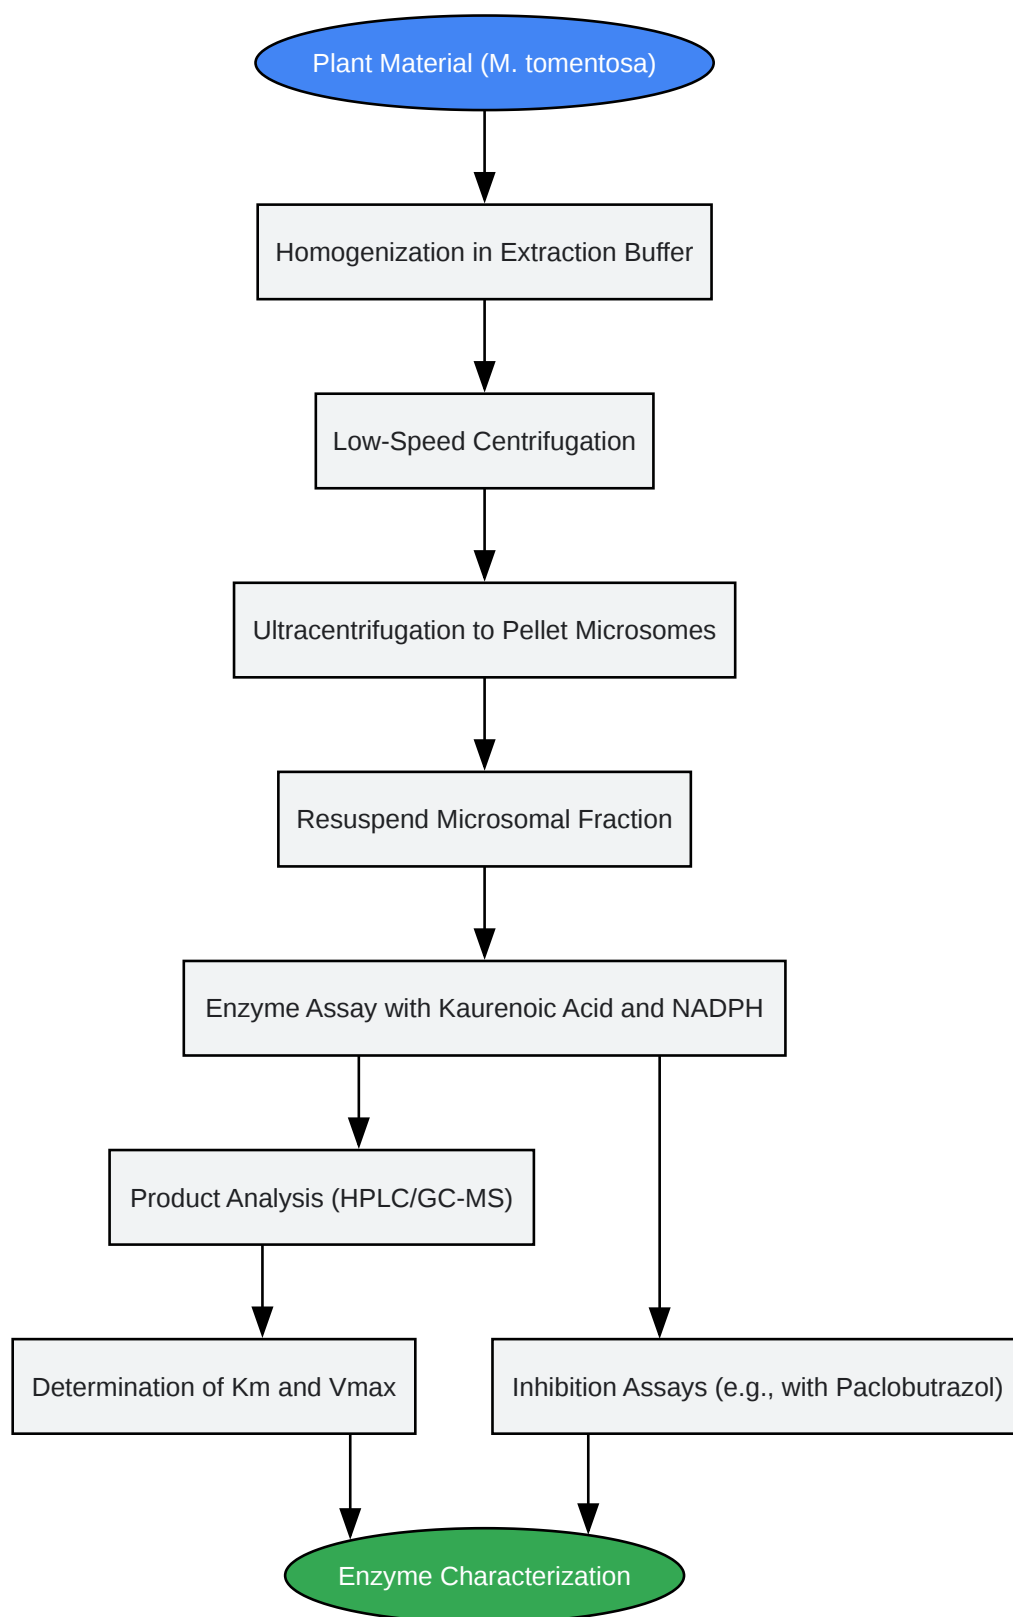 Plant Material (M. tomentosa)
Homogenization in Extraction Buffer
Low-Speed Centrifugation
Ultracentrifugation to Pellet Microsomes
Resuspend Microsomal Fraction
Enzyme Assay with Kaurenoic Acid and NADPH
Product Analysis (HPLC/GC-MS)
Determination of Km and Vmax
Inhibition Assays (e.g., with Paclobutrazol)
Enzyme Characterization